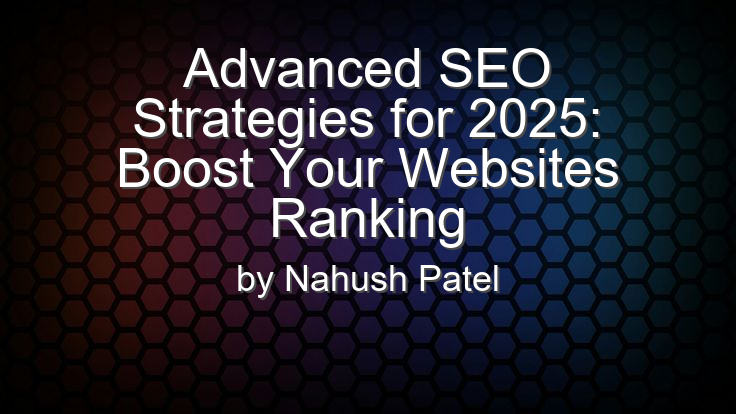 Advanced SEO
Strategies for 2025:
Boost Your Websites
Ranking
by Nahush Patel